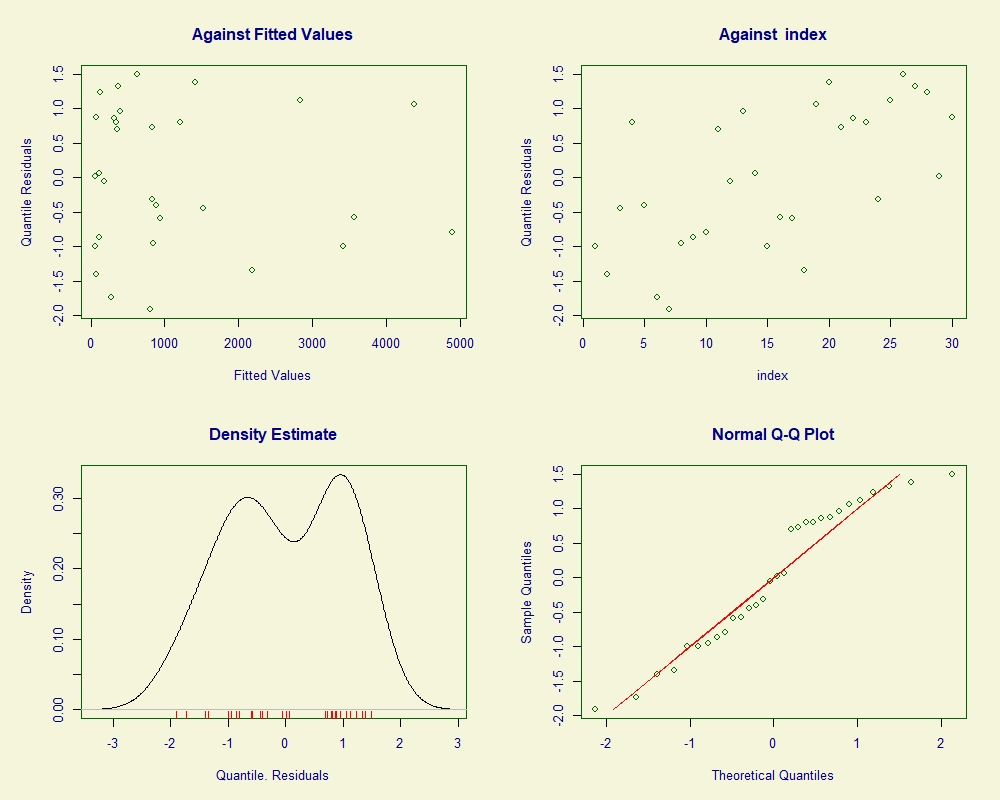 Against Fitted Values
Quantile Residuals
-2.0 -1.5 -1.0 -0.5 0.0 0.5 1.0 1.5
0 1000 2000 3000 4000 5000
Fitted Values
Against index
Quantile Residuals
-2.0 -1.5 -1.0 -0.5 0.0 0.5 1.0 1.5
0 5 10 15 20 25 30
index
Density Estimate
Density
0.00 0.10 0.20 0.30
-3 -2 -1 0 1 2 3
Quantile. Residuals
Normal Q-Q Plot
Sample Quantiles
-2.0 -1.5 -1.0 -0.5 0.0 0.5 1.0 1.5
-2 -1 0 1 2
Theoretical Quantiles